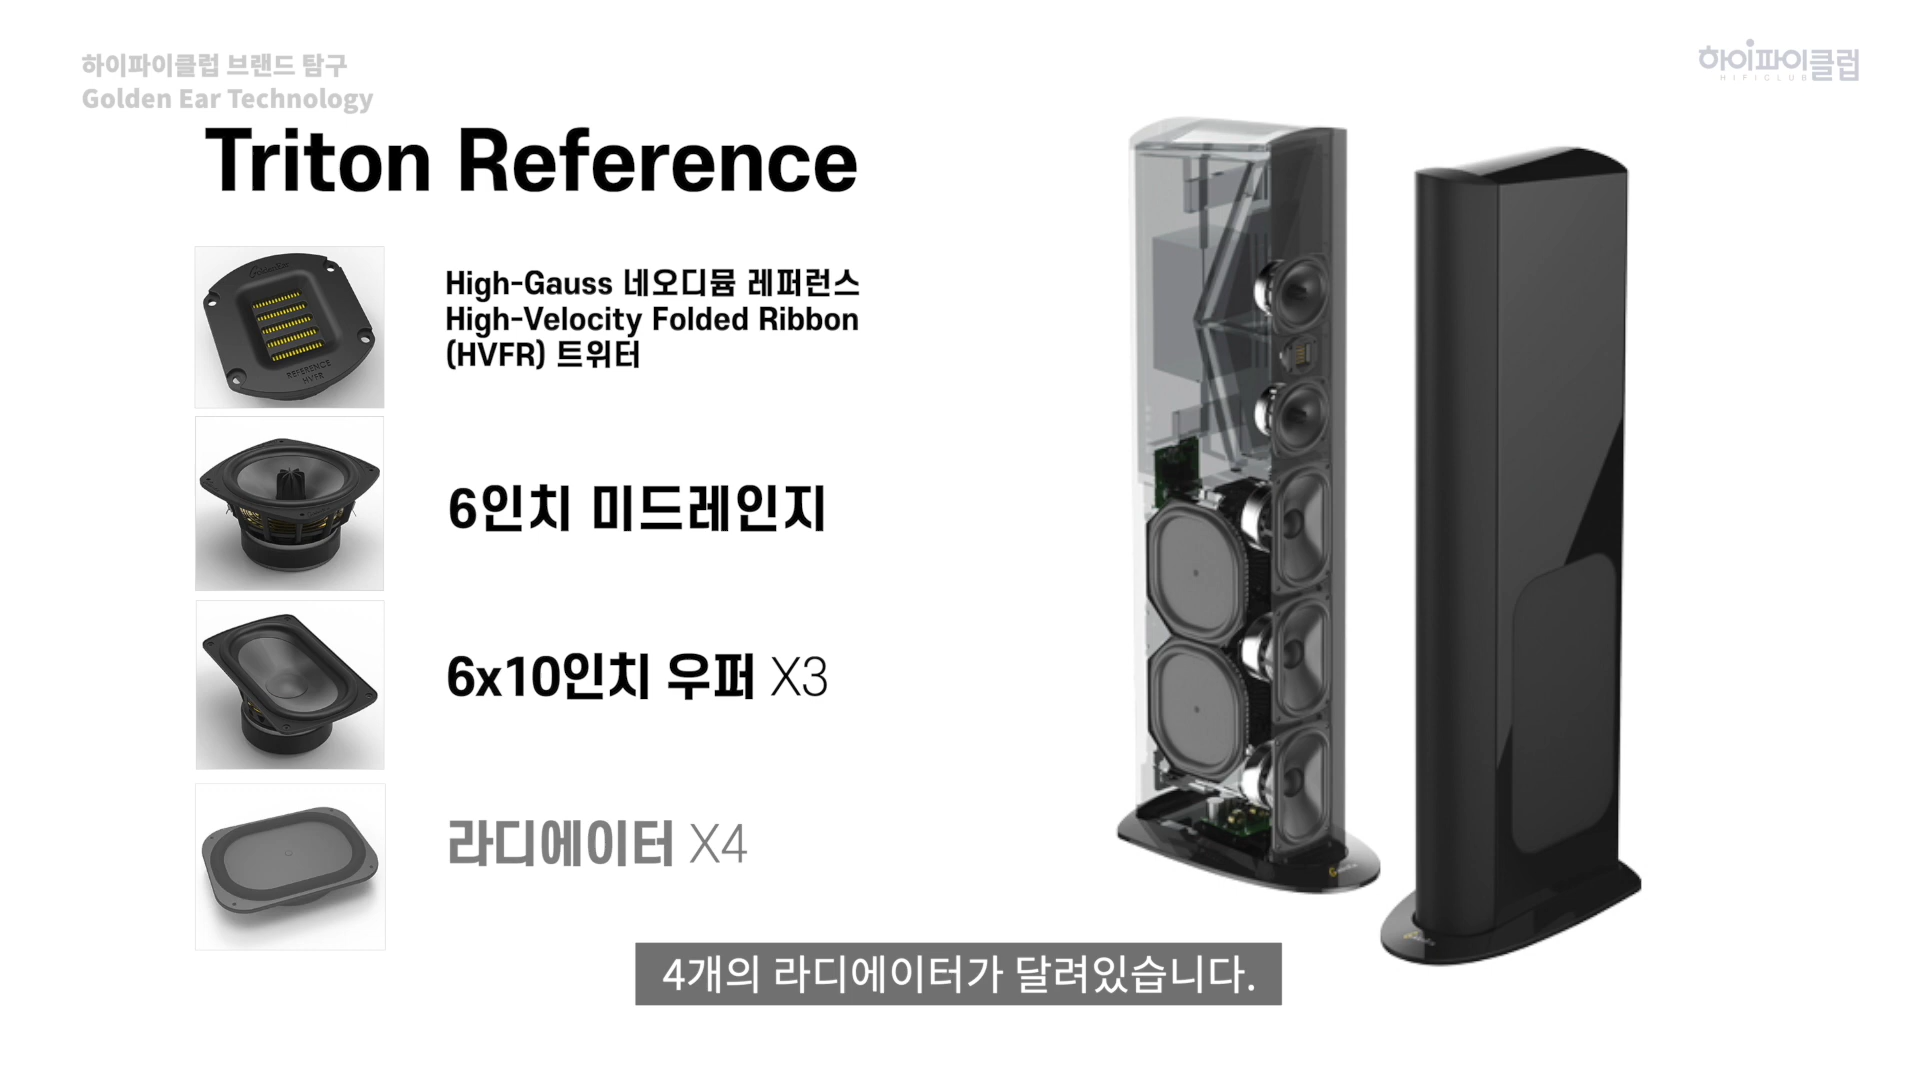 하이파이클럽 브랜드 탐구
Golden Ear Technology
하이파이클럽
HIFICLUB
Triton Reference
High-Gauss 네오디뮴 레퍼런스
High-Velocity Folded Ribbon
(HVFR) 트위터
REFERENCE
HVFR
6인치 미드레인지
6x10인치 우퍼 X3
라디에이터 X4
4개의 라디에이터가 달려있습니다.